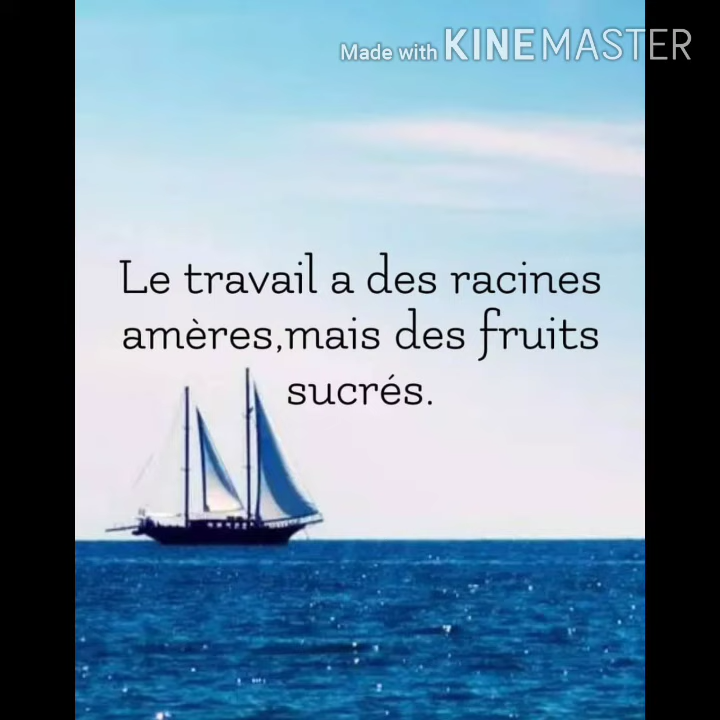 Made with KINEMASTER
Le travail a des racines
amères,mais des fruits
sucrés.